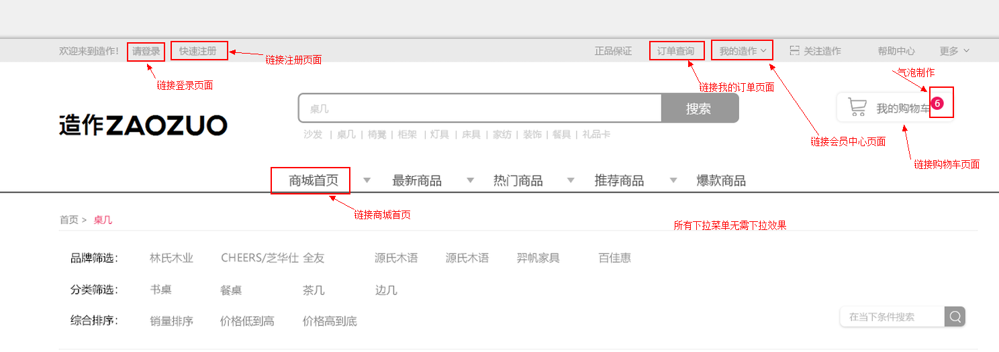 欢迎来到造作! 请登录 快速注册 正品保证 订单查询 我的造作 关注造作 帮助中心 更多
链接注册页面
链接登录页面
链接我的订单页面
气泡制作
桌几 搜索
我的购物车 6
造作ZAOZUO
沙发 | 桌几 | 椅凳 | 柜架 | 灯具 | 床具 | 家纺 | 装饰 | 餐具 | 礼品卡
链接会员中心页面
链接购物车页面
商城首页 最新商品 热门商品 推荐商品 爆款商品
链接商城首页
首页 > 桌几
所有下拉菜单无需下拉效果
品牌筛选: 林氏木业 CHEERS/芝华仕 全友 源氏木语 源氏木语 羿帆家具 百佳惠
分类筛选: 书桌 餐桌 茶几 边几
综合排序: 销量排序 价格低到高 价格高到底
在当下条件搜索